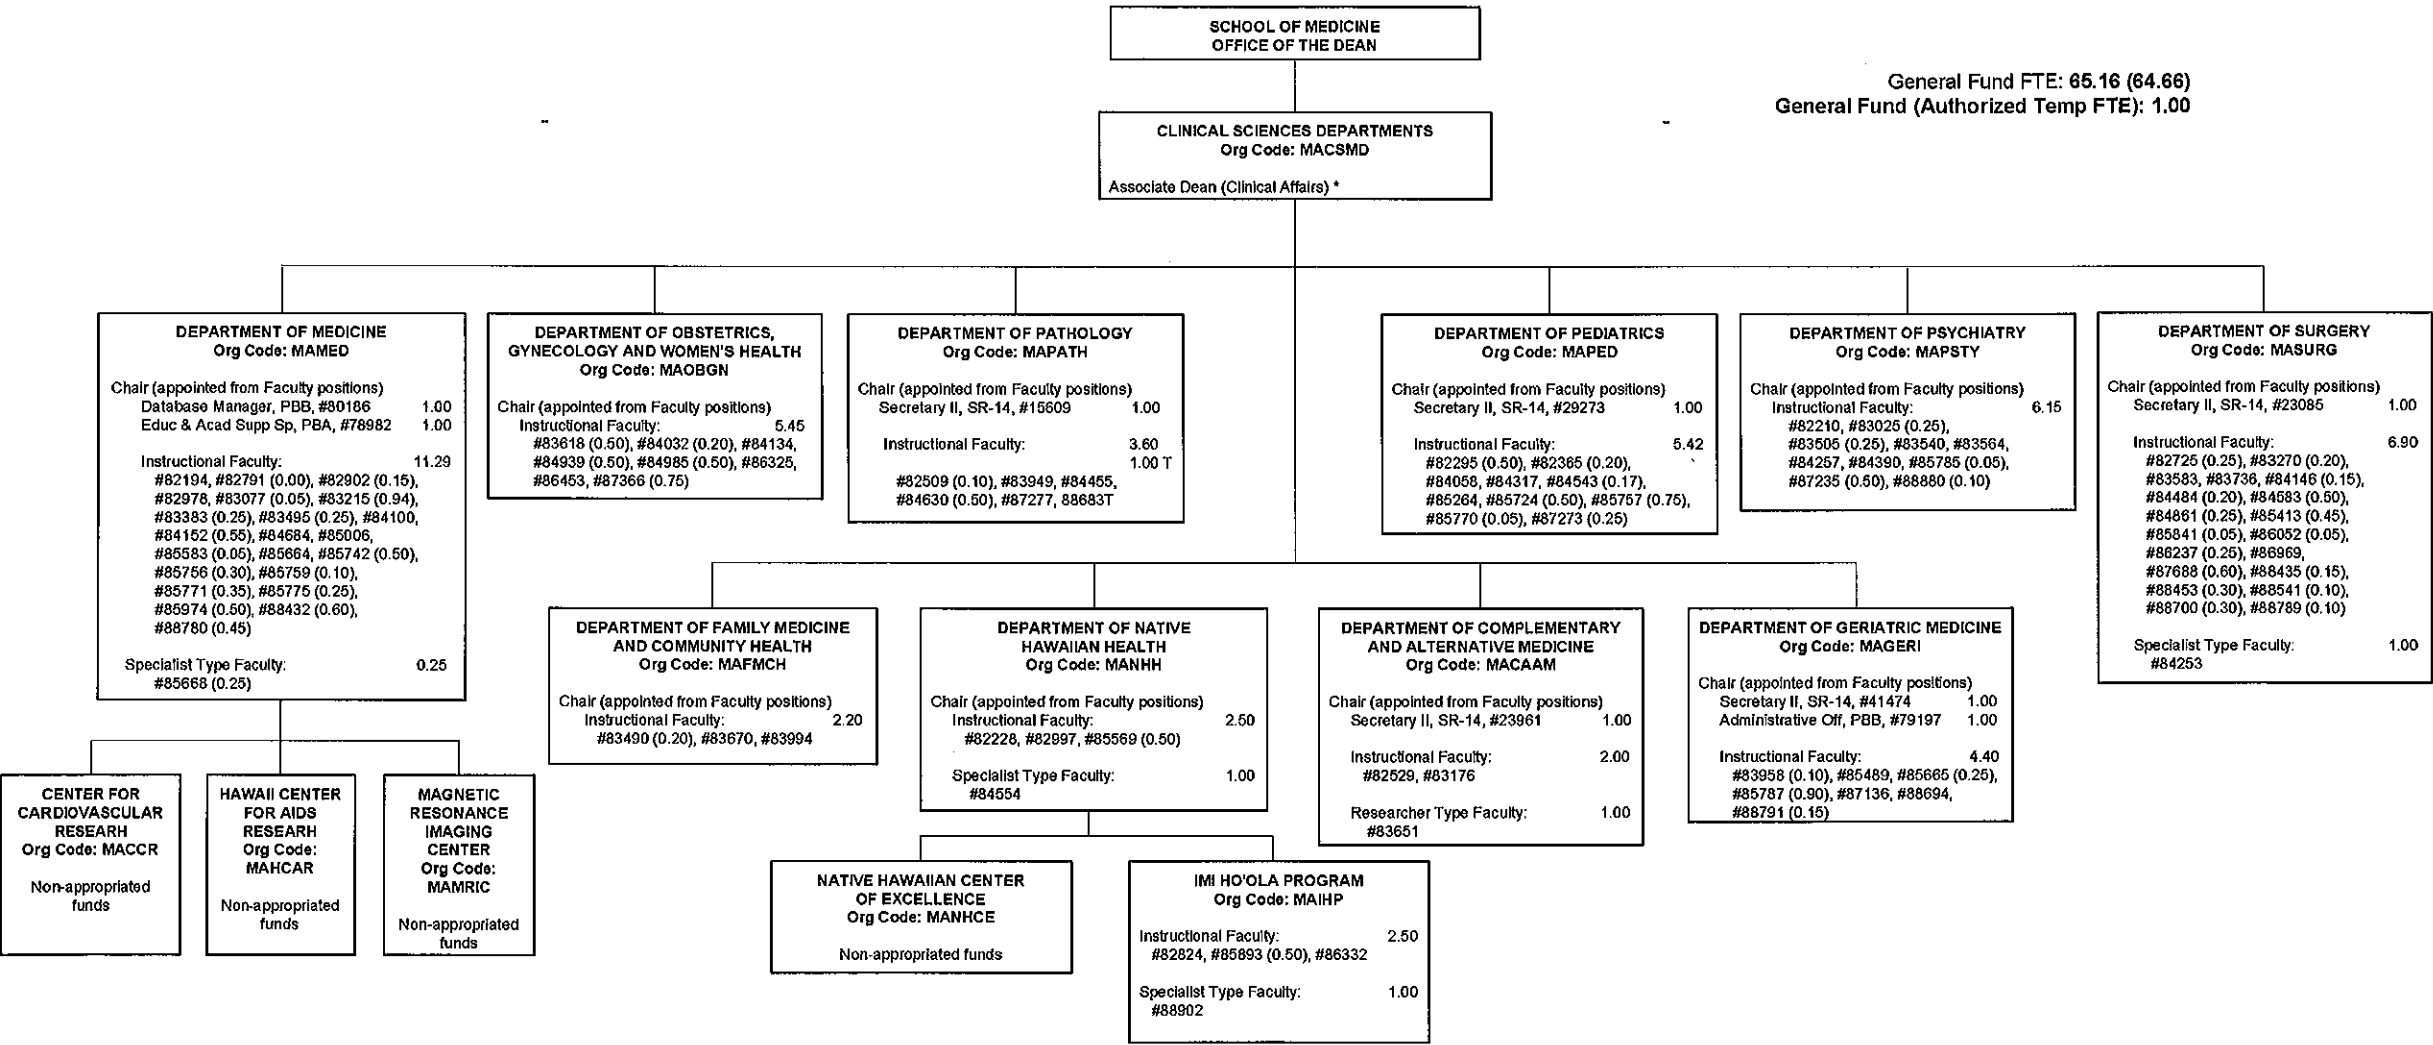 SCHOOL OF MEDICINE
OFFICE OF THE DEAN
General Fund FTE: 65.16 (64.66)
General Fund (Authorized Temp FTE): 1.00
CLINICAL SCIENCES DEPARTMENTS
Org Code: MACSMD
Associate Dean (Clinical Affairs) *
DEPARTMENT OF MEDICINE
Org Code: MAMED
Chair (appointed from Faculty positions)
Database Manager, PBB, #80186 1.00
Educ & Acad Supp Sp, PBA, #78982 1.00
Instructional Faculty: 11.29
#82194, #82791 (0.00), #82902 (0.15),
#82978, #83077 (0.05), #83215 (0.94),
#83383 (0.25), #83495 (0.25), #84100,
#84152 (0.55), #84684, #85006,
#85583 (0.05), #85664, #85742 (0.50),
#85756 (0.30), #85759 (0.10),
#85771 (0.35), #85775 (0.25),
#85974 (0.50), #88432 (0.60),
#88780 (0.45)
Specialist Type Faculty: 0.25
#85668 (0.25)
DEPARTMENT OF OBSTETRICS,
GYNECOLOGY AND WOMEN'S HEALTH
Org Code: MAOBGN
Chair (appointed from Faculty positions)
Instructional Faculty: 5.45
#83618 (0.50), #84032 (0.20), #84134,
#84939 (0.50), #84985 (0.50), #86325,
#86453, #87366 (0.75)
DEPARTMENT OF PATHOLOGY
Org Code: MAPATH
Chair (appointed from Faculty positions)
Secretary II, SR-14, #15609 1.00
Instructional Faculty: 3.60
1.00 T
#82509 (0.10), #83949, #84455,
#84630 (0.50), #87277, 88683T
DEPARTMENT OF PEDIATRICS
Org Code: MAPED
Chair (appointed from Faculty positions)
Secretary II, SR-14, #29273 1.00
Instructional Faculty: 5.42
#82295 (0.50), #82365 (0.20),
#84058, #84317, #84543 (0.17),
#85264, #85724 (0.50), #85757 (0.75),
#85770 (0.05), #87273 (0.25)
DEPARTMENT OF PSYCHIATRY
Org Code: MAPSTY
Chair (appointed from Faculty positions)
Instructional Faculty: 6.15
#82210, #83025 (0.25),
#83505 (0.25), #83540, #83564,
#84257, #84390, #85785 (0.05),
#87235 (0.50), #88880 (0.10)
DEPARTMENT OF SURGERY
Org Code: MASURG
Chair (appointed from Faculty positions)
Secretary II, SR-14, #23085 1.00
Instructional Faculty: 6.90
#82725 (0.25), #83270 (0.20),
#83583, #83736, #84146 (0.15),
#84484 (0.20), #84583 (0.50),
#84861 (0.25), #85413 (0.45),
#85841 (0.05), #86052 (0.05),
#86237 (0.25), #86969,
#87688 (0.60), #88435 (0.15),
#88453 (0.30), #88541 (0.10),
#88700 (0.30), #88789 (0.10)
Specialist Type Faculty: 1.00
#84253
DEPARTMENT OF FAMILY MEDICINE
AND COMMUNITY HEALTH
Org Code: MAFMCH
Chair (appointed from Faculty positions)
Instructional Faculty: 2.20
#83490 (0.20), #83670, #83994
DEPARTMENT OF NATIVE
HAWAIIAN HEALTH
Org Code: MANHH
Chair (appointed from Faculty positions)
Instructional Faculty: 2.50
#82228, #82997, #85569 (0.50)
Specialist Type Faculty: 1.00
#84554
DEPARTMENT OF COMPLEMENTARY
AND ALTERNATIVE MEDICINE
Org Code: MACAAM
Chair (appointed from Faculty positions)
Secretary II, SR-14, #23961 1.00
Instructional Faculty: 2.00
#82529, #83176
Researcher Type Faculty: 1.00
#83651
DEPARTMENT OF GERIATRIC MEDICINE
Org Code: MAGERI
Chair (appointed from Faculty positions)
Secretary II, SR-14, #41474 1.00
Administrative Off, PBB, #79197 1.00
Instructional Faculty: 4.40
#83958 (0.10), #85489, #85665 (0.25),
#85787 (0.90), #87136, #88694,
#88791 (0.15)
CENTER FOR
CARDIOVASCULAR
RESEARH
Org Code: MACCR
Non-appropriated
funds
HAWAII CENTER
FOR AIDS
RESEARH
Org Code:
MAHCAR
Non-appropriated
funds
MAGNETIC
RESONANCE
IMAGING
CENTER
Org Code:
MAMRIC
Non-appropriated
funds
NATIVE HAWAIIAN CENTER
OF EXCELLENCE
Org Code: MANHCE
Non-appropriated funds
IMI HO'OLA PROGRAM
Org Code: MAIHP
Instructional Faculty: 2.50
#82824, #85893 (0.50), #86332
Specialist Type Faculty: 1.00
#88902